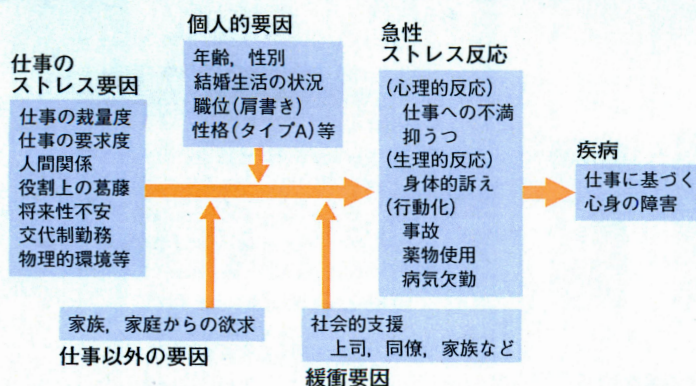 仕事の
ストレス要因
仕事の裁量度
仕事の要求度
人間関係
役割上の葛藤
将来性不安
交代制勤務
物理的環境等
個人的要因
年齢，性別
結婚生活の状況
職位(肩書き)
性格(タイプA)等
急性
ストレス反応
(心理的反応)
仕事への不満
抑うつ
(生理的反応)
身体的訴え
(行動化)
事故
薬物使用
病気欠勤
疾病
仕事に基づく
心身の障害
家族，家庭からの欲求
仕事以外の要因
社会的支援
上司，同僚，家族など
緩衝要因